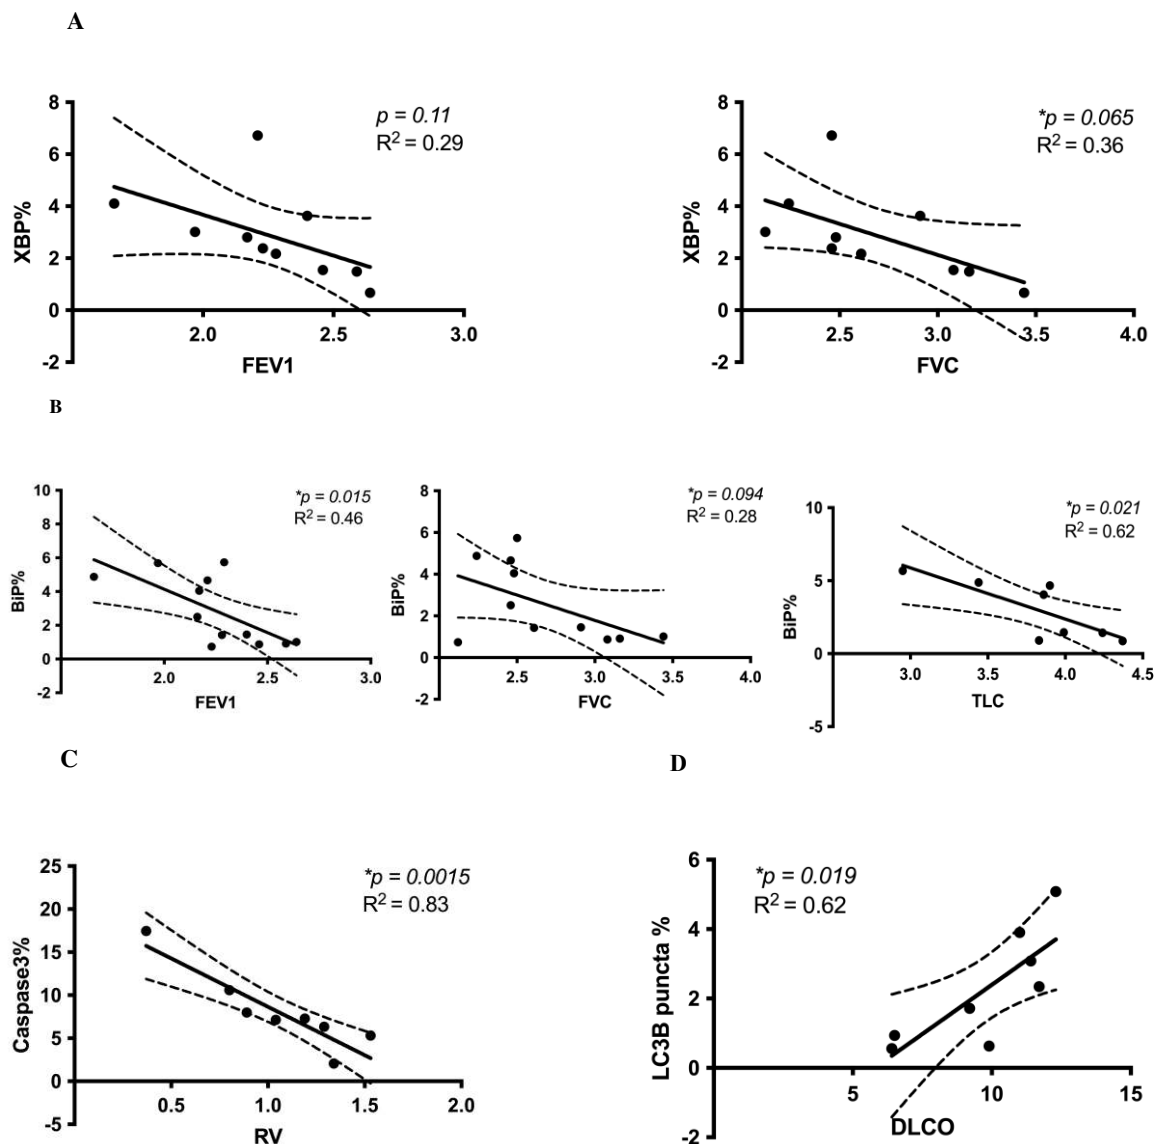 A
8
6
4
2
0
-2
XBP%
2.0
2.5
3.0
FEV1
p = 0.11
R² = 0.29
8
6
4
2
0
-2
XBP%
2.5
3.0
3.5
4.0
FVC
*p = 0.065
R² = 0.36
B
10
8
6
4
2
0
-2
BiP%
2.0
2.5
3.0
FEV1
*p = 0.015
R² = 0.46
8
6
4
2
0
-2
BiP%
2.5
3.0
3.5
4.0
FVC
*p = 0.094
R² = 0.28
10
5
0
-5
BiP%
3.0
3.5
4.0
4.5
TLC
*p = 0.021
R² = 0.62
C
25
20
15
10
5
0
-5
Caspase3%
0.5
1.0
1.5
2.0
RV
*p = 0.0015
R² = 0.83
D
6
4
2
0
-2
LC3B puncta %
5
10
15
DLCO
*p = 0.019
R² = 0.62